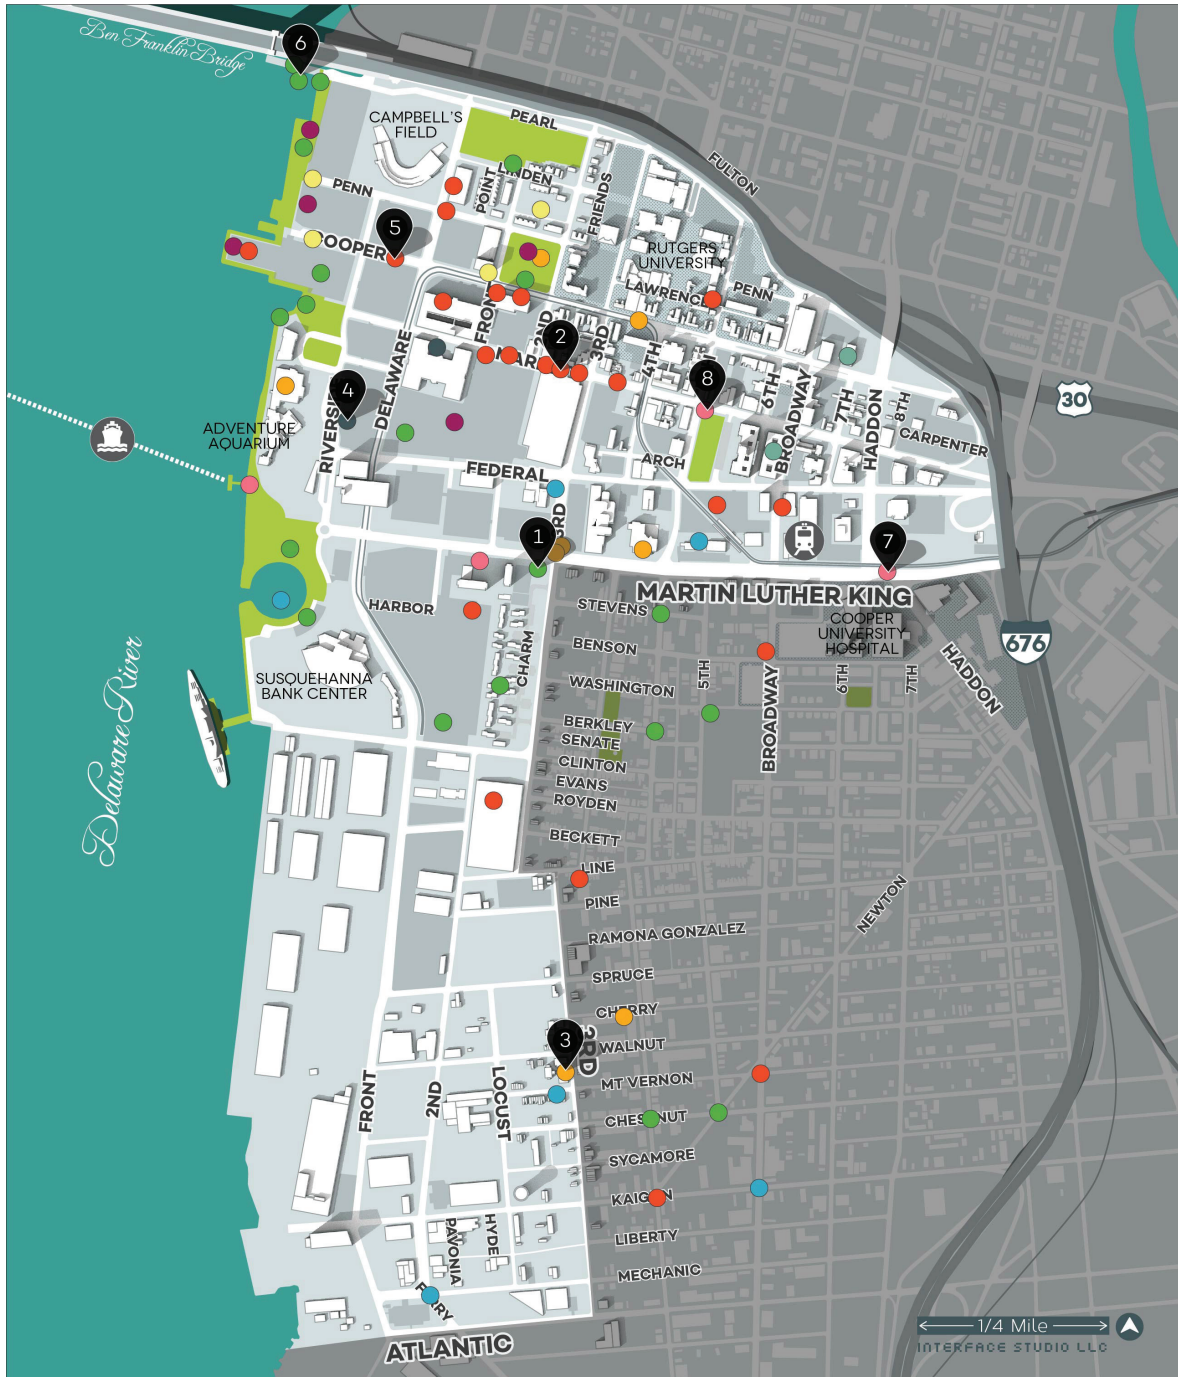 Ben Franklin Bridge
6
CAMPBELL'S
FIELD
PEARL
LINDEN
POINT
FRIENDS
FULTON
PENN
5
COOPER
RUTGERS
UNIVERSITY
LAWRENCE
PENN
FRONT
2ND
3RD
4TH
2
DELAWARE
4
8
6TH
BROADWAY
7TH
HADDON
8TH
30
CARPENTER
ADVENTURE
AQUARIUM
ARCH
FEDERAL
1
3RD
7
MARTIN LUTHER KING
HARBOR
STEVENS
COOPER
UNIVERSITY
HOSPITAL
676
BENSON
CHARM
HADDON
SUSQUEHANNA
BANK CENTER
WASHINGTON
5TH
6TH
7TH
BROADWAY
BERKLEY
SENATE
CLINTON
EVANS
ROYDEN
Delaware River
BECKETT
LINE
PINE
NEWTON
RAMONA GONZALEZ
SPRUCE
CHERRY
3
3RD
WALNUT
MT VERNON
FRONT
2ND
LOCUST
CHESTNUT
SYCAMORE
KAIGHN
PAVONIA
HYDE
LIBERTY
MECHANIC
FERRY
ATLANTIC
1/4 Mile
INTERFACE STUDIO LLC